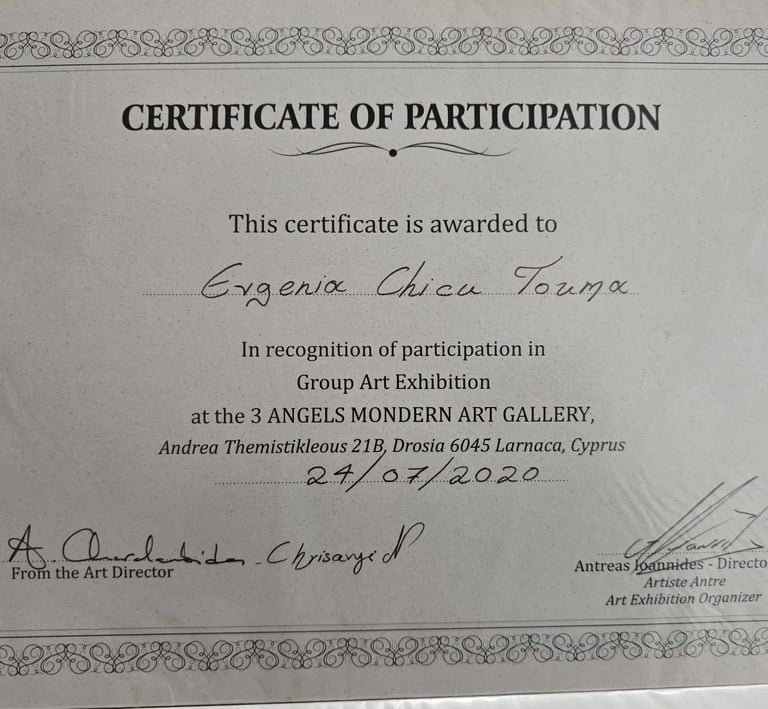 CERTIFICATE OF PARTICIPATION
This certificate is awarded to
Evgenia Chicu Touma
In recognition of participation in
Group Art Exhibition
at the 3 ANGELS MONDERN ART GALLERY,
Andrea Themistikleous 21B, Drosia 6045 Larnaca, Cyprus
24/07/2020
A.
From the Art Director
Antreas Ioannides - Directo
Artiste Antre
Art Exhibition Organizer